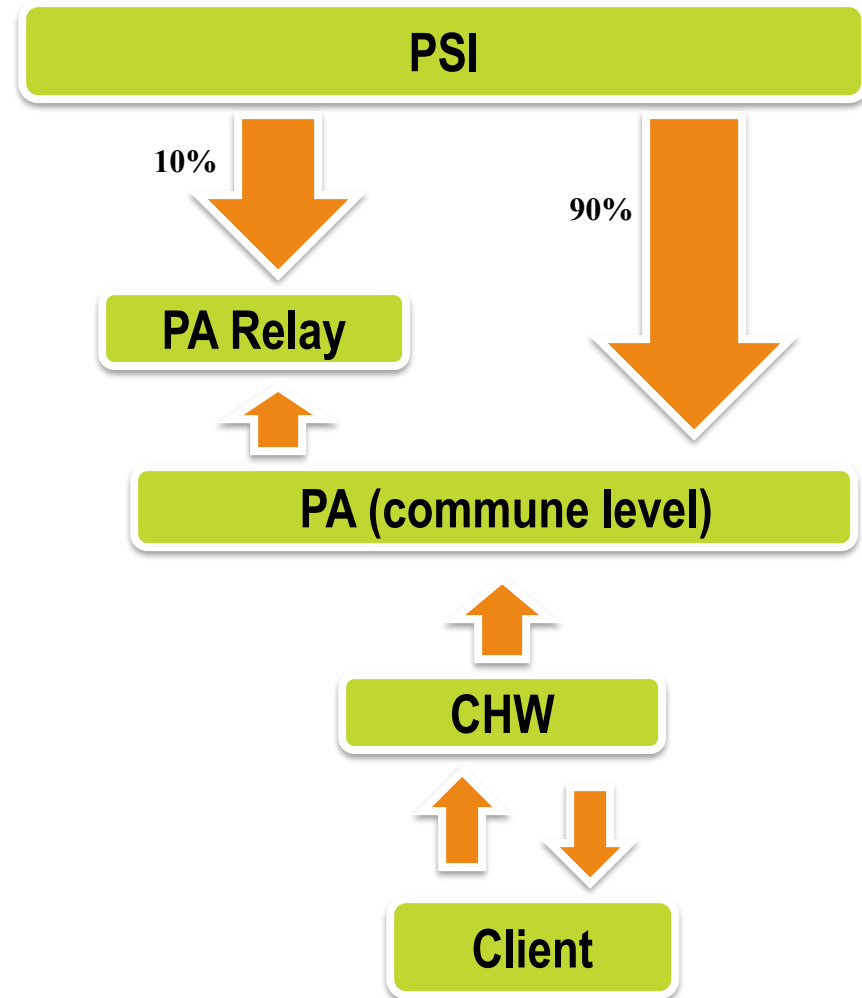 PSI
10%
90%
PA Relay
PA (commune level)
CHW
Client